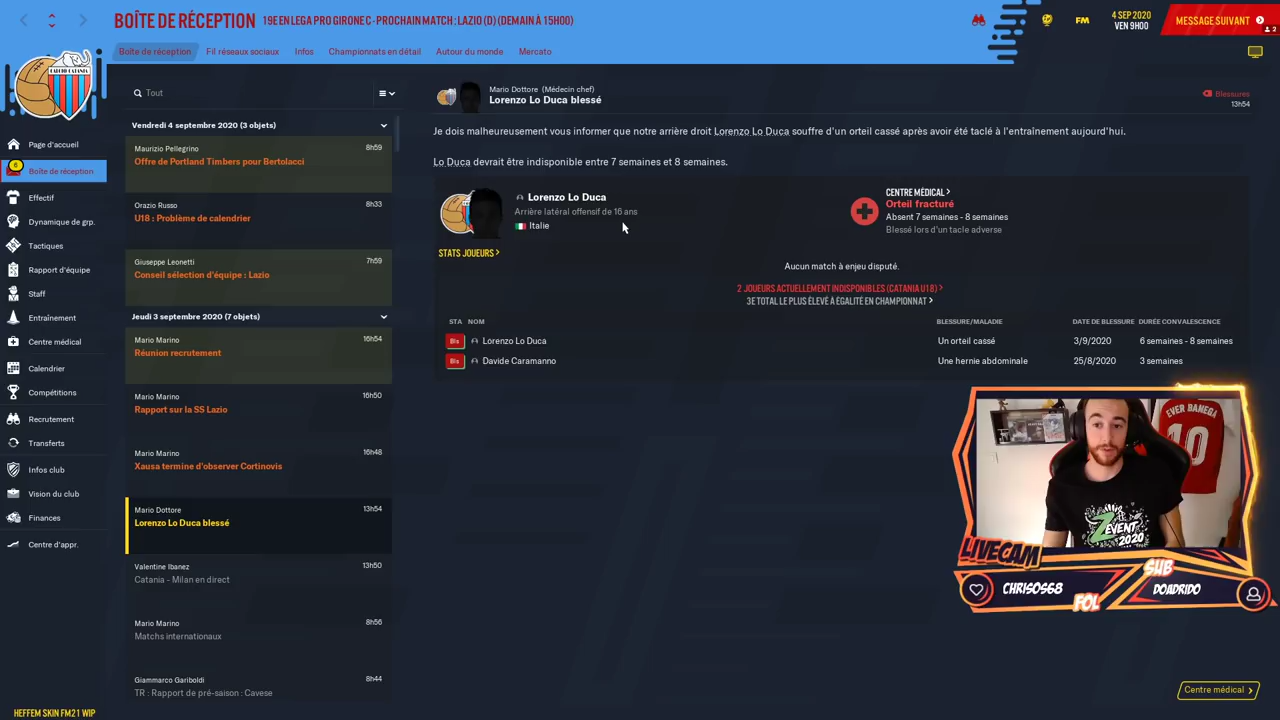 BOÎTE DE RÉCEPTION 19E EN LEGA PRO GIRONE C - PROCHAIN MATCH : LAZIO (D) (DEMAIN À 15H00)
FM
4 SEP 2020
VEN 9H00
MESSAGE SUIVANT
2
Boîte de réception Fil réseaux sociaux Infos Championnats en détail Autour du monde Mercato
CALCIO CATANIA
Page d'accueil
6
Boîte de réception
Effectif
Dynamique de grp.
Tactiques
Rapport d'équipe
Staff
Entraînement
Centre médical
Calendrier
Compétitions
Recrutement
Transferts
Infos club
Vision du club
Finances
Centre d'appr.
HEFFEM SKIN FM21 WIP
Tout
Vendredi 4 septembre 2020 (3 objets)
Maurizio Pellegrino 8h59
Offre de Portland Timbers pour Bertolacci
Orazio Russo 8h33
U18 : Problème de calendrier
Giuseppe Leonetti 7h59
Conseil sélection d'équipe : Lazio
Jeudi 3 septembre 2020 (7 objets)
Mario Marino 16h54
Réunion recrutement
Mario Marino 16h50
Rapport sur la SS Lazio
Mario Marino 16h48
Xausa termine d'observer Cortinovis
Mario Dottore 13h54
Lorenzo Lo Duca blessé
Valentine Ibanez 13h50
Catania - Milan en direct
Mario Marino 8h56
Matchs internationaux
Giammarco Gariboldi 8h44
TR : Rapport de pré-saison : Cavese
Mario Dottore (Médecin chef)
Lorenzo Lo Duca blessé
Blessures
13h54
Je dois malheureusement vous informer que notre arrière droit Lorenzo Lo Duca souffre d'un orteil cassé après avoir été taclé à l'entraînement aujourd'hui.
Lo Duca devrait être indisponible entre 7 semaines et 8 semaines.
Lorenzo Lo Duca
Arrière latéral offensif de 16 ans
Italie
CENTRE MÉDICAL
Orteil fracturé
Absent 7 semaines - 8 semaines
Blessé lors d'un tacle adverse
STATS JOUEURS
Aucun match à enjeu disputé.
2 JOUEURS ACTUELLEMENT INDISPONIBLES (CATANIA U18)
3E TOTAL LE PLUS ÉLEVÉ À ÉGALITÉ EN CHAMPIONNAT
STA NOM BLESSURE/MALADIE DATE DE BLESSURE DURÉE CONVALESCENCE
Bls Lorenzo Lo Duca Un orteil cassé 3/9/2020 6 semaines - 8 semaines
Bls Davide Caramanno Une hernie abdominale 25/8/2020 3 semaines
EVER BANEGA
10
ZEVENT
2020
LIVECAM
CHRISOS68
FOL
SUB
DOADRIDO
Centre médical